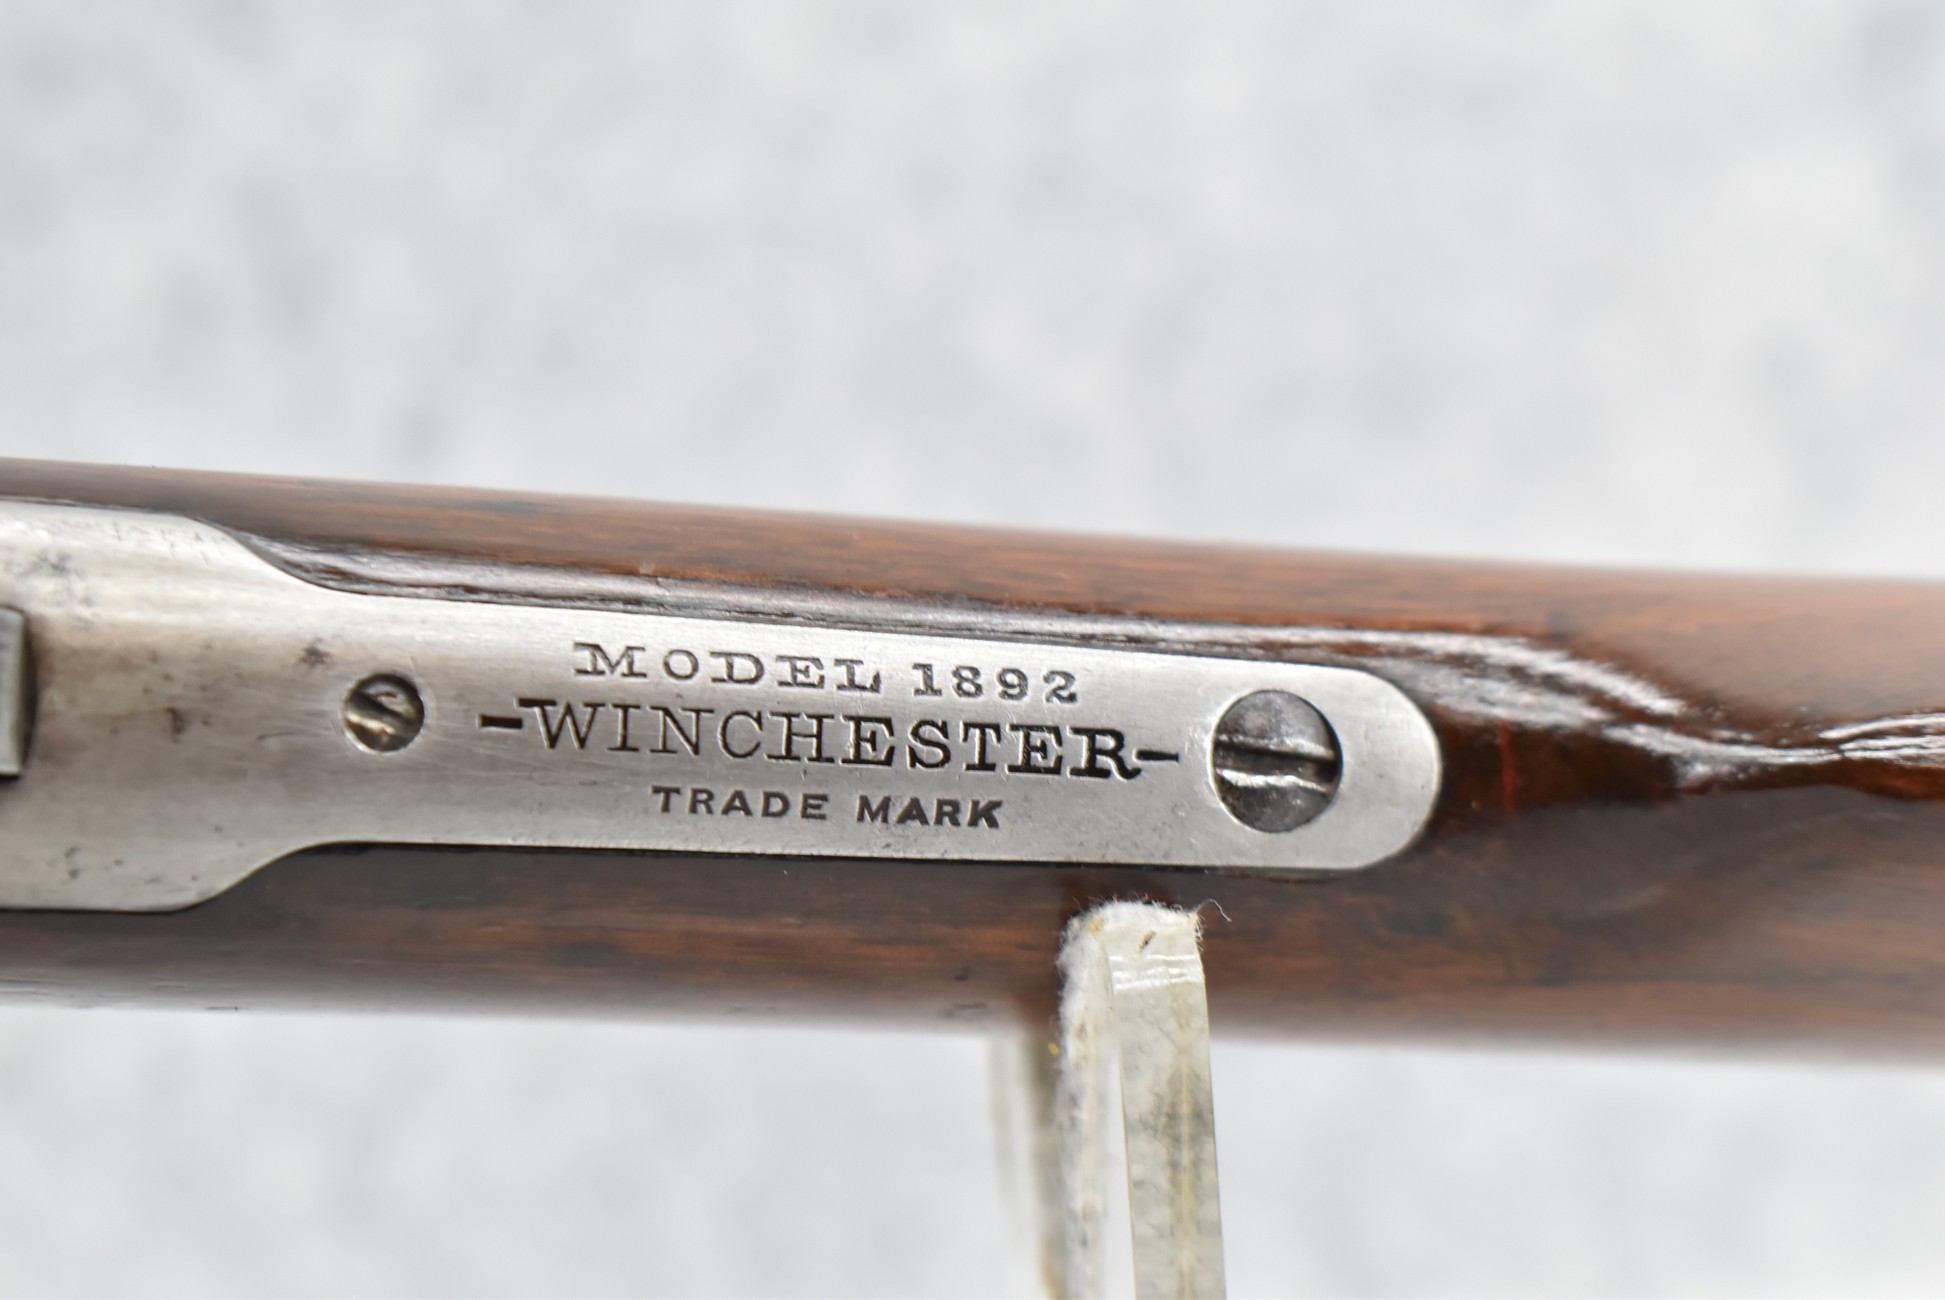 MODEL 1892
-WINCHESTER-
TRADE MARK